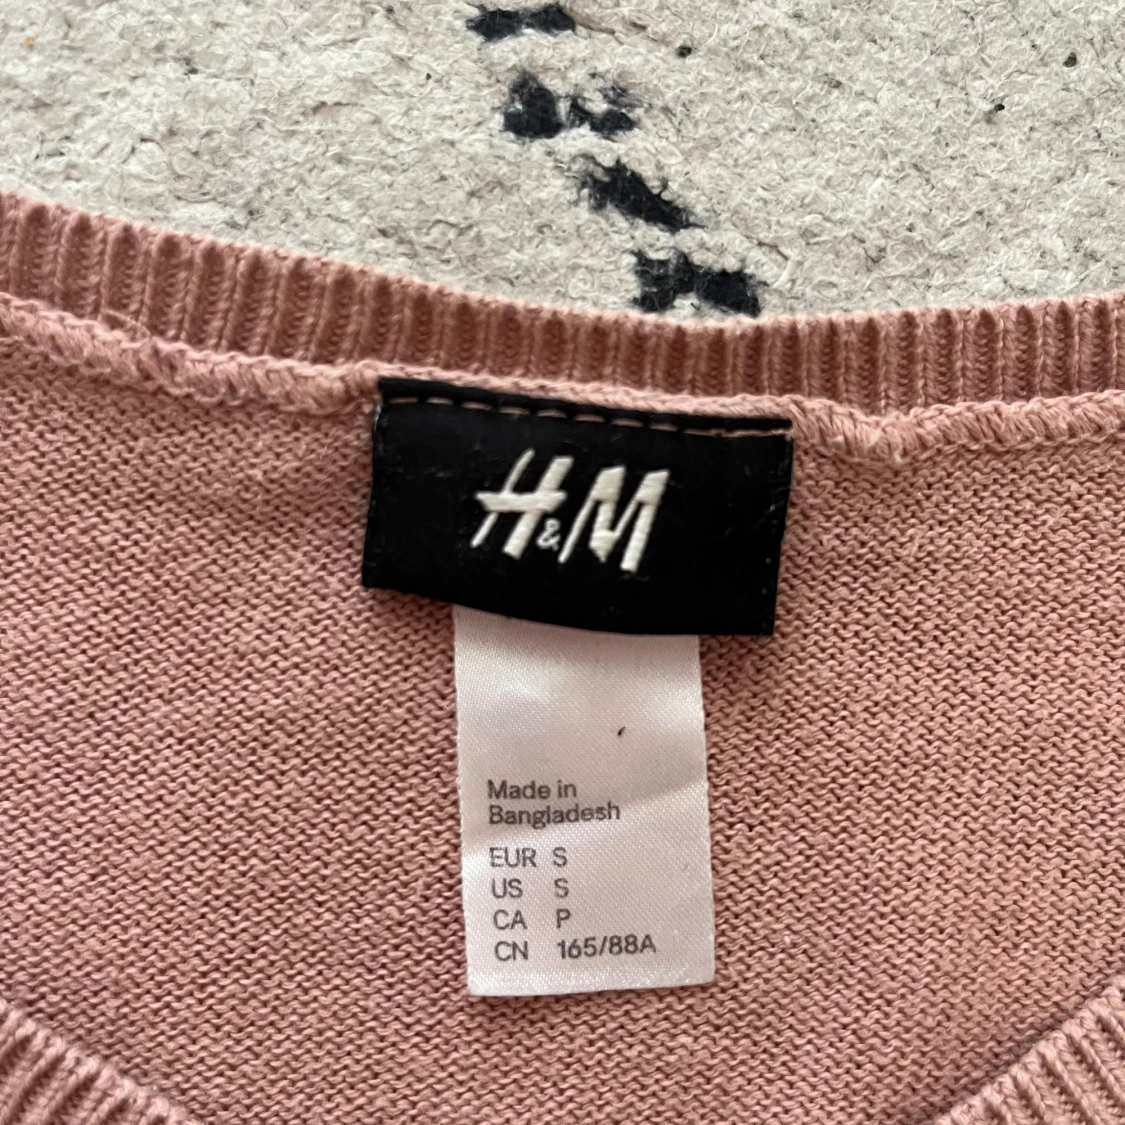 H&M
Made in
Bangladesh
EUR S
US S
CA P
CN 165/88A